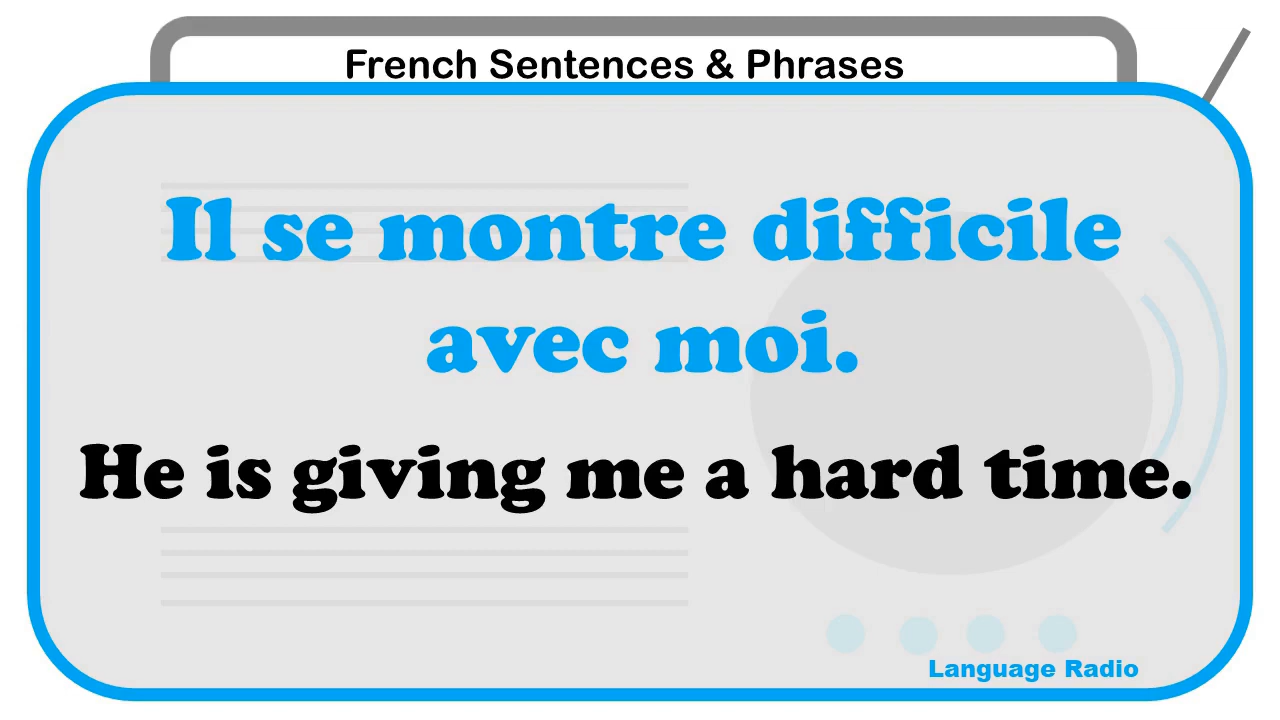 French Sentences & Phrases
Il se montre difficile
avec moi.
He is giving me a hard time.
Language Radio